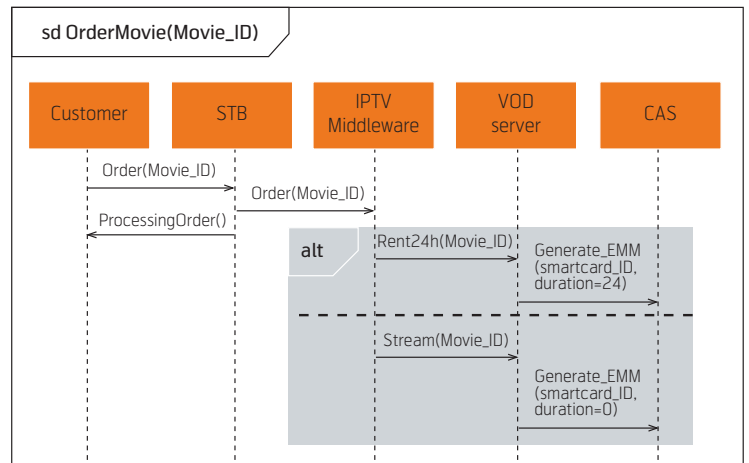 sd OrderMovie(Movie_ID)
Customer
STB
IPTV
Middleware
VOD
server
CAS
Order(Movie_ID)
Order(Movie_ID)
ProcessingOrder()
alt
Rent24h(Movie_ID)
Generate_EMM
(smartcard_ID,
duration=24)
Stream(Movie_ID)
Generate_EMM
(smartcard_ID,
duration=0)